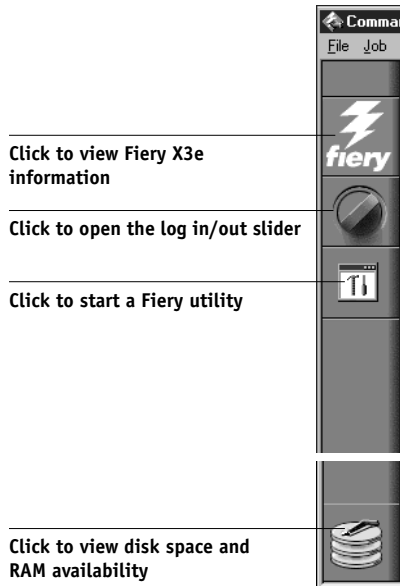 Comma
File Job
fiery
Click to view Fiery X3e
information
Click to open the log in/out slider
Click to start a Fiery utility
Click to view disk space and
RAM availability